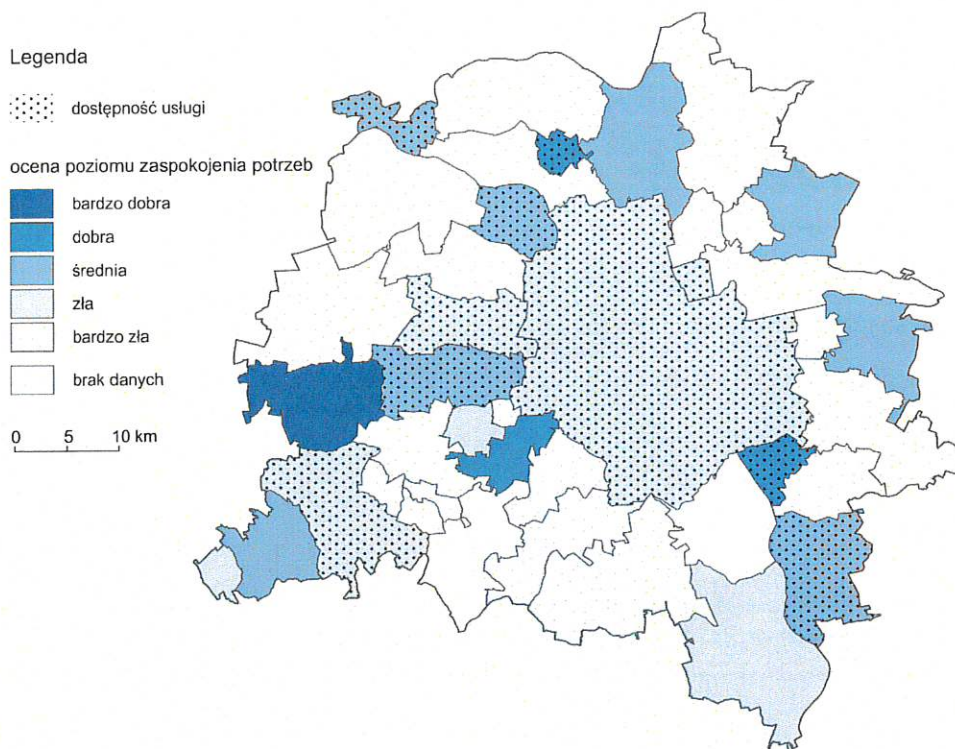 Legenda
dostępność usługi
ocena poziomu zaspokojenia potrzeb
bardzo dobra
dobra
średnia
zła
bardzo zła
brak danych
0 5 10 km